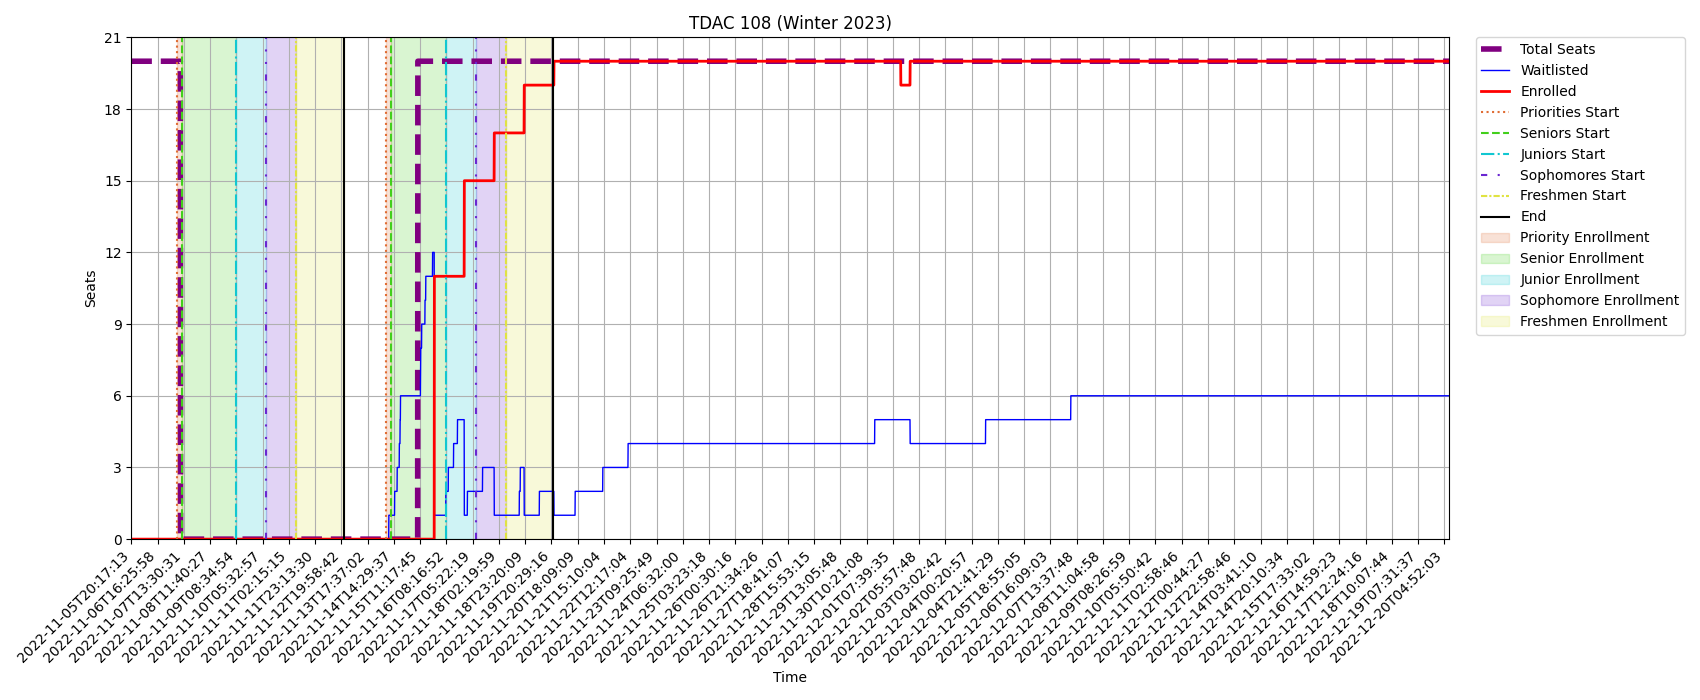 TDAC 108 (Winter 2023)
21
18
15
12
9
6
3
0
Seats
2022-11-05T20:17:13
2022-11-06T16:25:58
2022-11-07T13:30:31
2022-11-08T11:40:27
2022-11-09T08:34:54
2022-11-10T05:32:57
2022-11-11T02:15:15
2022-11-11T23:13:30
2022-11-12T19:58:42
2022-11-13T17:37:02
2022-11-14T14:29:37
2022-11-15T11:17:45
2022-11-16T08:16:52
2022-11-17T05:22:19
2022-11-18T02:19:59
2022-11-18T23:20:09
2022-11-19T20:29:16
2022-11-20T18:09:09
2022-11-21T15:10:04
2022-11-22T12:17:04
2022-11-23T09:25:49
2022-11-24T06:32:00
2022-11-25T03:23:18
2022-11-26T00:30:16
2022-11-26T21:34:26
2022-11-27T18:41:07
2022-11-28T15:53:15
2022-11-29T13:05:48
2022-11-30T10:21:08
2022-12-01T07:39:35
2022-12-02T05:57:48
2022-12-03T03:02:42
2022-12-04T00:20:57
2022-12-04T21:41:29
2022-12-05T18:55:05
2022-12-06T16:09:03
2022-12-07T13:37:48
2022-12-08T11:04:58
2022-12-09T08:26:59
2022-12-10T05:50:42
2022-12-11T02:58:46
2022-12-12T00:44:27
2022-12-12T22:58:46
2022-12-14T03:41:10
2022-12-14T20:10:34
2022-12-15T17:33:02
2022-12-16T14:59:23
2022-12-17T12:24:16
2022-12-18T10:07:44
2022-12-19T07:31:37
2022-12-20T04:52:03
Time
Total Seats
Waitlisted
Enrolled
Priorities Start
Seniors Start
Juniors Start
Sophomores Start
Freshmen Start
End
Priority Enrollment
Senior Enrollment
Junior Enrollment
Sophomore Enrollment
Freshmen Enrollment